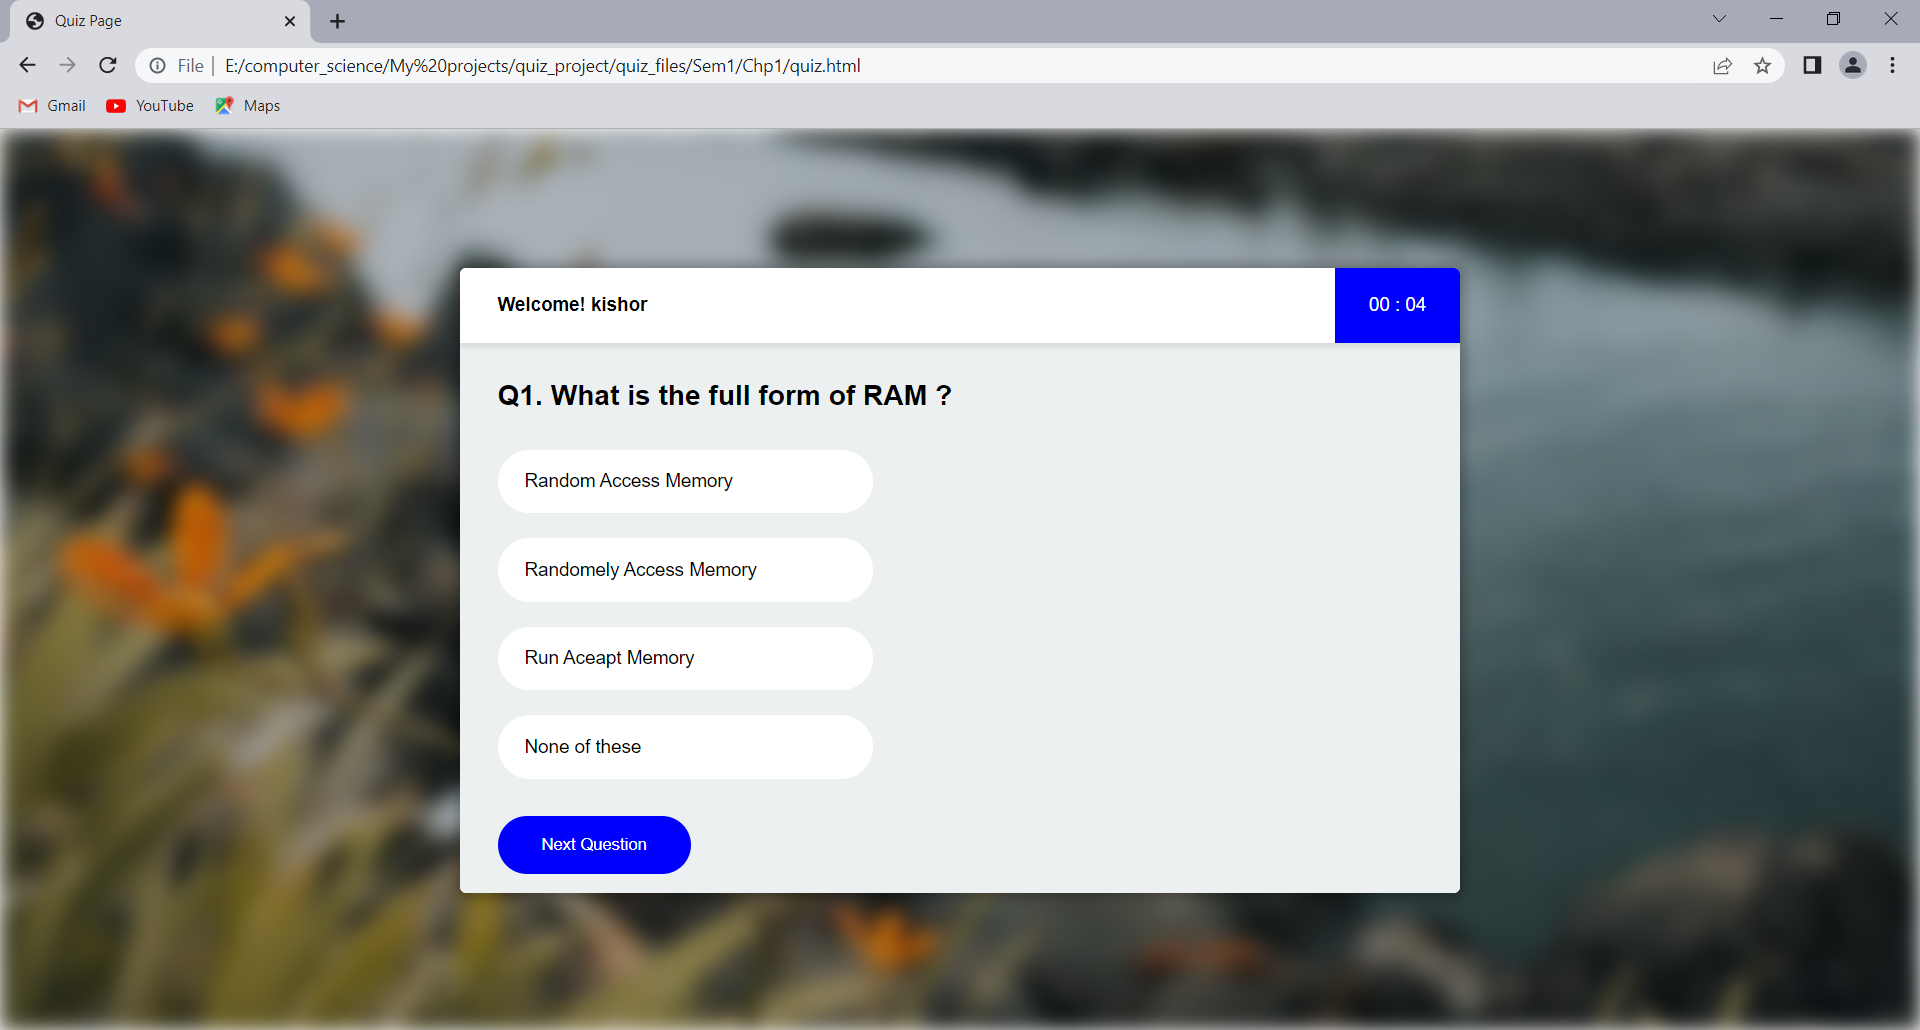 Quiz Page
File | E:/computer_science/My%20projects/quiz_project/quiz_files/Sem1/Chp1/quiz.html
Gmail YouTube Maps
Welcome! kishor 00 : 04
Q1. What is the full form of RAM ?
Random Access Memory
Randomely Access Memory
Run Aceapt Memory
None of these
Next Question